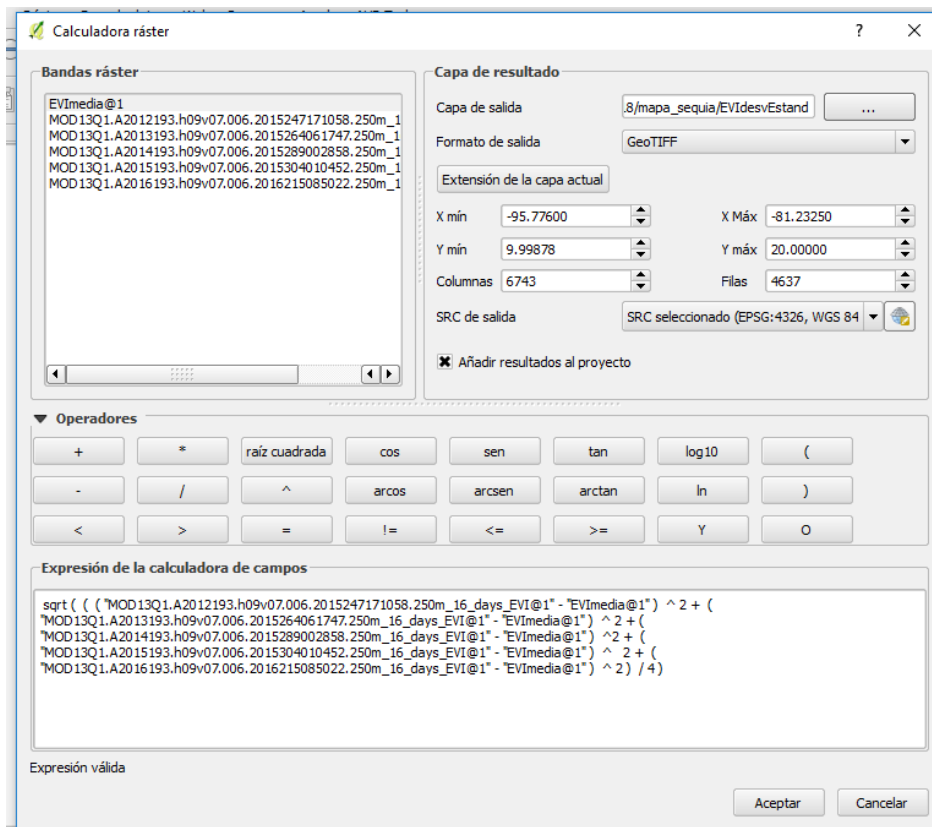 Calculadora ráster
?
Bandas ráster
EVImedia@1
MOD13Q1.A2012193.h09v07.006.2015247171058.250m_1
MOD13Q1.A2013193.h09v07.006.2015264061747.250m_1
MOD13Q1.A2014193.h09v07.006.2015289002858.250m_1
MOD13Q1.A2015193.h09v07.006.2015304010452.250m_1
MOD13Q1.A2016193.h09v07.006.2016215085022.250m_1
Capa de resultado
Capa de salida .8/mapa_sequia/EVIdesvEstand ...
Formato de salida GeoTIFF
Extensión de la capa actual
X mín -95.77600 X Máx -81.23250
Y mín 9.99878 Y máx 20.00000
Columnas 6743 Filas 4637
SRC de salida SRC seleccionado (EPSG:4326, WGS 84
Añadir resultados al proyecto
Operadores
+ * raíz cuadrada cos sen tan log10 (
- / ^ arcos arcsen arctan ln )
< > = != <= >= Y O
Expresión de la calculadora de campos
sqrt ( ( ( "MOD13Q1.A2012193.h09v07.006.2015247171058.250m_16_days_EVI@1" - "EVImedia@1" ) ^ 2 + (
"MOD13Q1.A2013193.h09v07.006.2015264061747.250m_16_days_EVI@1" - "EVImedia@1" ) ^ 2 + (
"MOD13Q1.A2014193.h09v07.006.2015289002858.250m_16_days_EVI@1" - "EVImedia@1" ) ^2 + (
"MOD13Q1.A2015193.h09v07.006.2015304010452.250m_16_days_EVI@1" - "EVImedia@1" ) ^ 2 + (
"MOD13Q1.A2016193.h09v07.006.2016215085022.250m_16_days_EVI@1" - "EVImedia@1" ) ^ 2 ) / 4 )
Expresión válida
Aceptar Cancelar